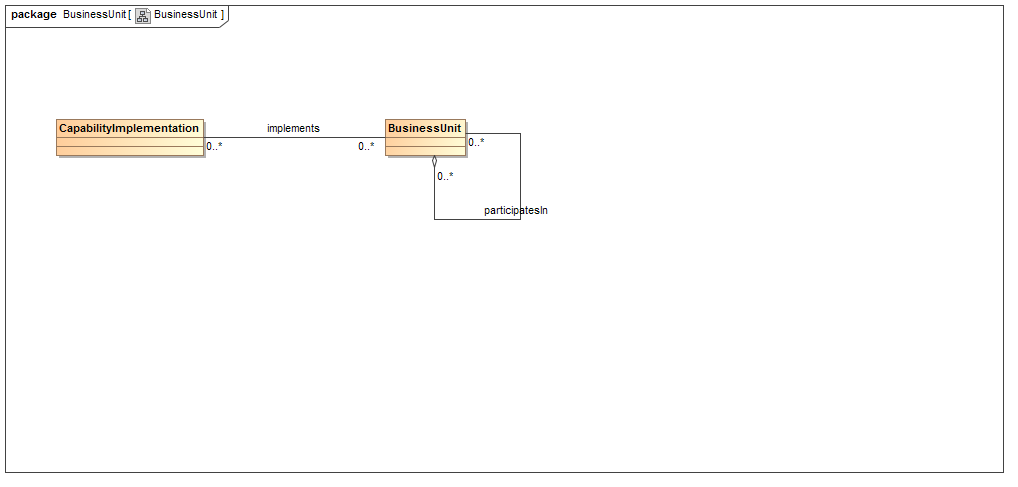 package BusinessUnit [ BusinessUnit ]
CapabilityImplementation
implements
BusinessUnit
0..*
0..*
0..*
0..*
participatesIn